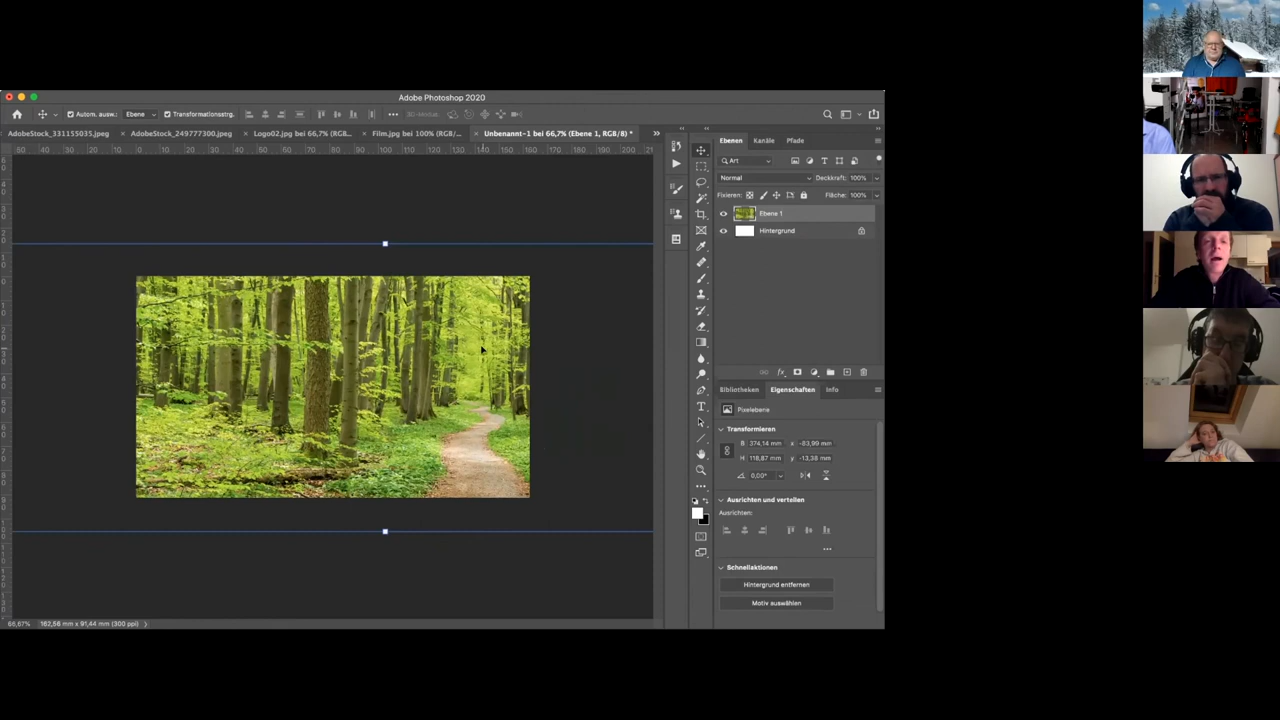 Adobe Photoshop 2020
Autom. ausw.: Ebene Transformationsstrg. 3D-Modus:
AdobeStock_331155035.jpeg × AdobeStock_249777300.jpeg × Logo02.jpg bei 66,7% (RGB... × Film.jpg bei 100% (RGB/... × Unbenannt-1 bei 66,7% (Ebene 1, RGB/8) * >>
Ebenen Kanäle Pfade
Art
Normal Deckkraft: 100%
Fixieren: Fläche: 100%
Ebene 1
Hintergrund
Bibliotheken Eigenschaften Info
Pixelebene
Transformieren
B 374,14 mm x -83,99 mm
H 118,87 mm y -13,38 mm
0,00°
Ausrichten und verteilen
Ausrichten:
Schnellaktionen
Hintergrund entfernen
Motiv auswählen
66,67% 162,56 mm x 91,44 mm (300 ppi)